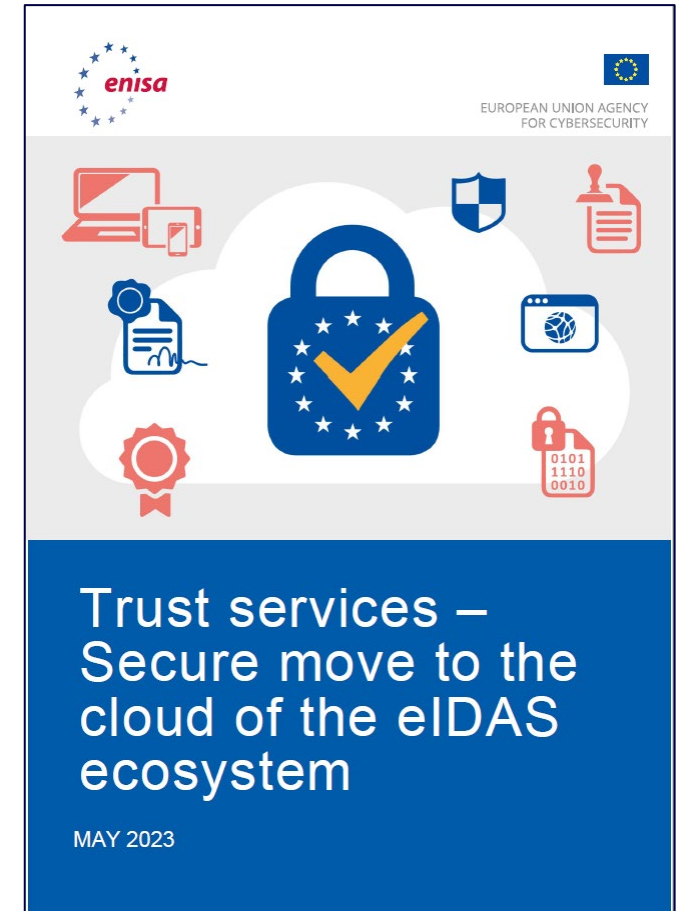 enisa
EUROPEAN UNION AGENCY
FOR CYBERSECURITY
0101
1110
0010
Trust services –
Secure move to the
cloud of the eIDAS
ecosystem
MAY 2023